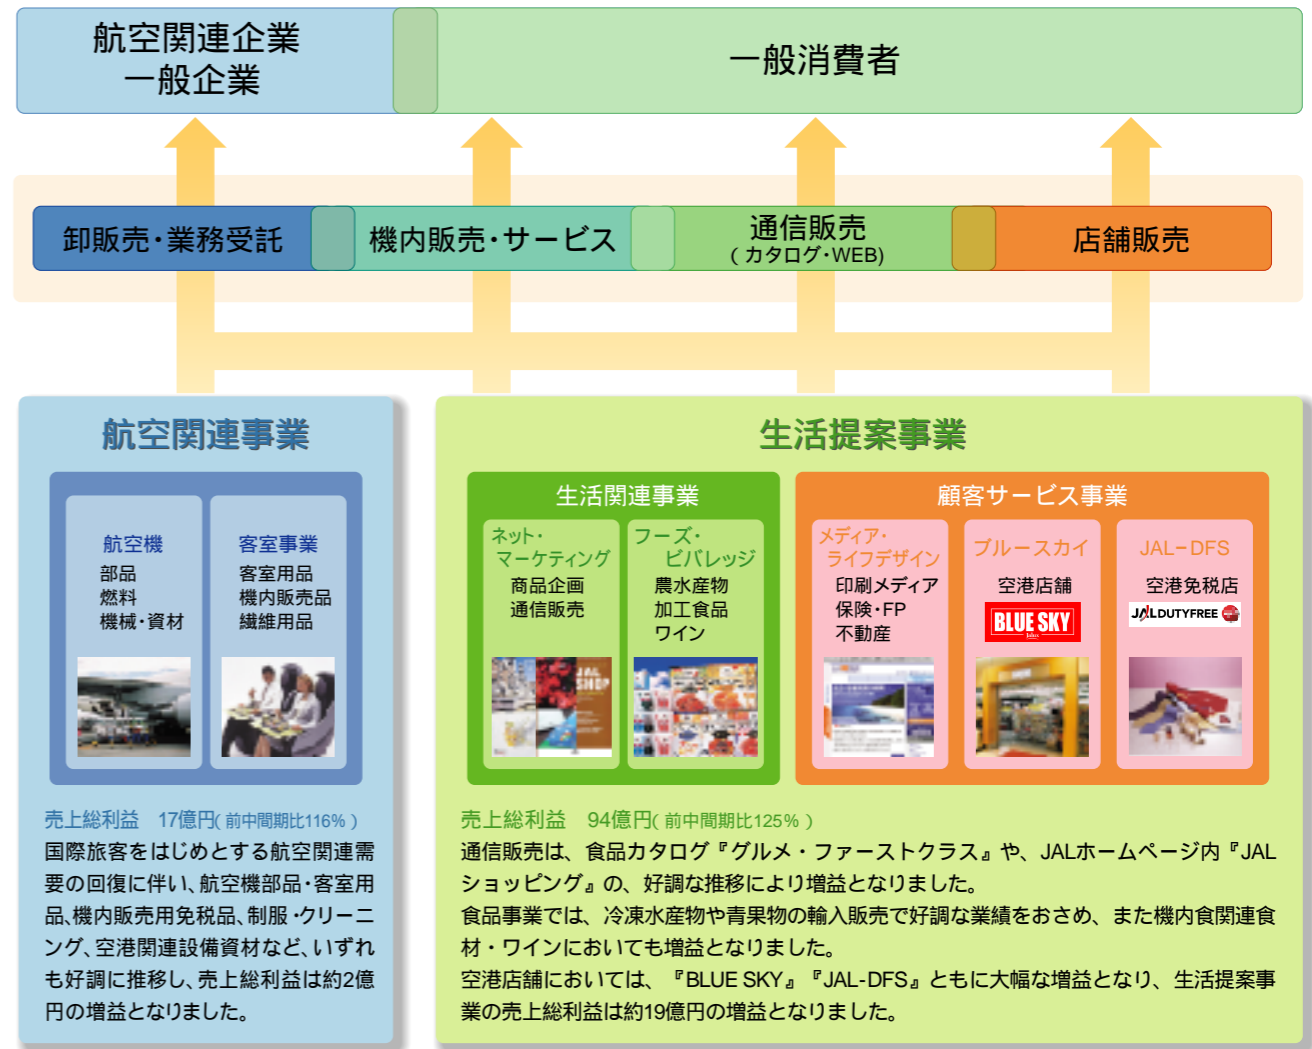 航空関連企業
一般企業
一般消費者
卸販売・業務受託
機内販売・サービス
通信販売
(カタログ・WEB)
店舗販売
航空関連事業
航空機
部品
燃料
機械・資材
客室事業
客室用品
機内販売品
繊維用品
売上総利益 17億円(前中間期比116%)
国際旅客をはじめとする航空関連需
要の回復に伴い、航空機部品・客室用
品、機内販売用免税品、制服・クリーニ
ング、空港関連設備資材など、いずれ
も好調に推移し、売上総利益は約2億
円の増益となりました。
生活提案事業
生活関連事業
ネット・
マーケティング
商品企画
通信販売
JAL
SHOP
フーズ・
ビバレッジ
農水産物
加工食品
ワイン
顧客サービス事業
メディア・
ライフデザイン
印刷メディア
保険・FP
不動産
ブルースカイ
空港店舗
BLUE SKY
JAL-DFS
空港免税店
JALDUTYFREE
売上総利益 94億円(前中間期比125%)
通信販売は、食品カタログ『グルメ・ファーストクラス』や、JALホームページ内『JAL
ショッピング』の、好調な推移により増益となりました。
食品事業では、冷凍水産物や青果物の輸入販売で好調な業績をおさめ、また機内食関連食
材・ワインにおいても増益となりました。
空港店舗においては、『BLUE SKY』『JAL-DFS』ともに大幅な増益となり、生活提案事
業の売上総利益は約19億円の増益となりました。